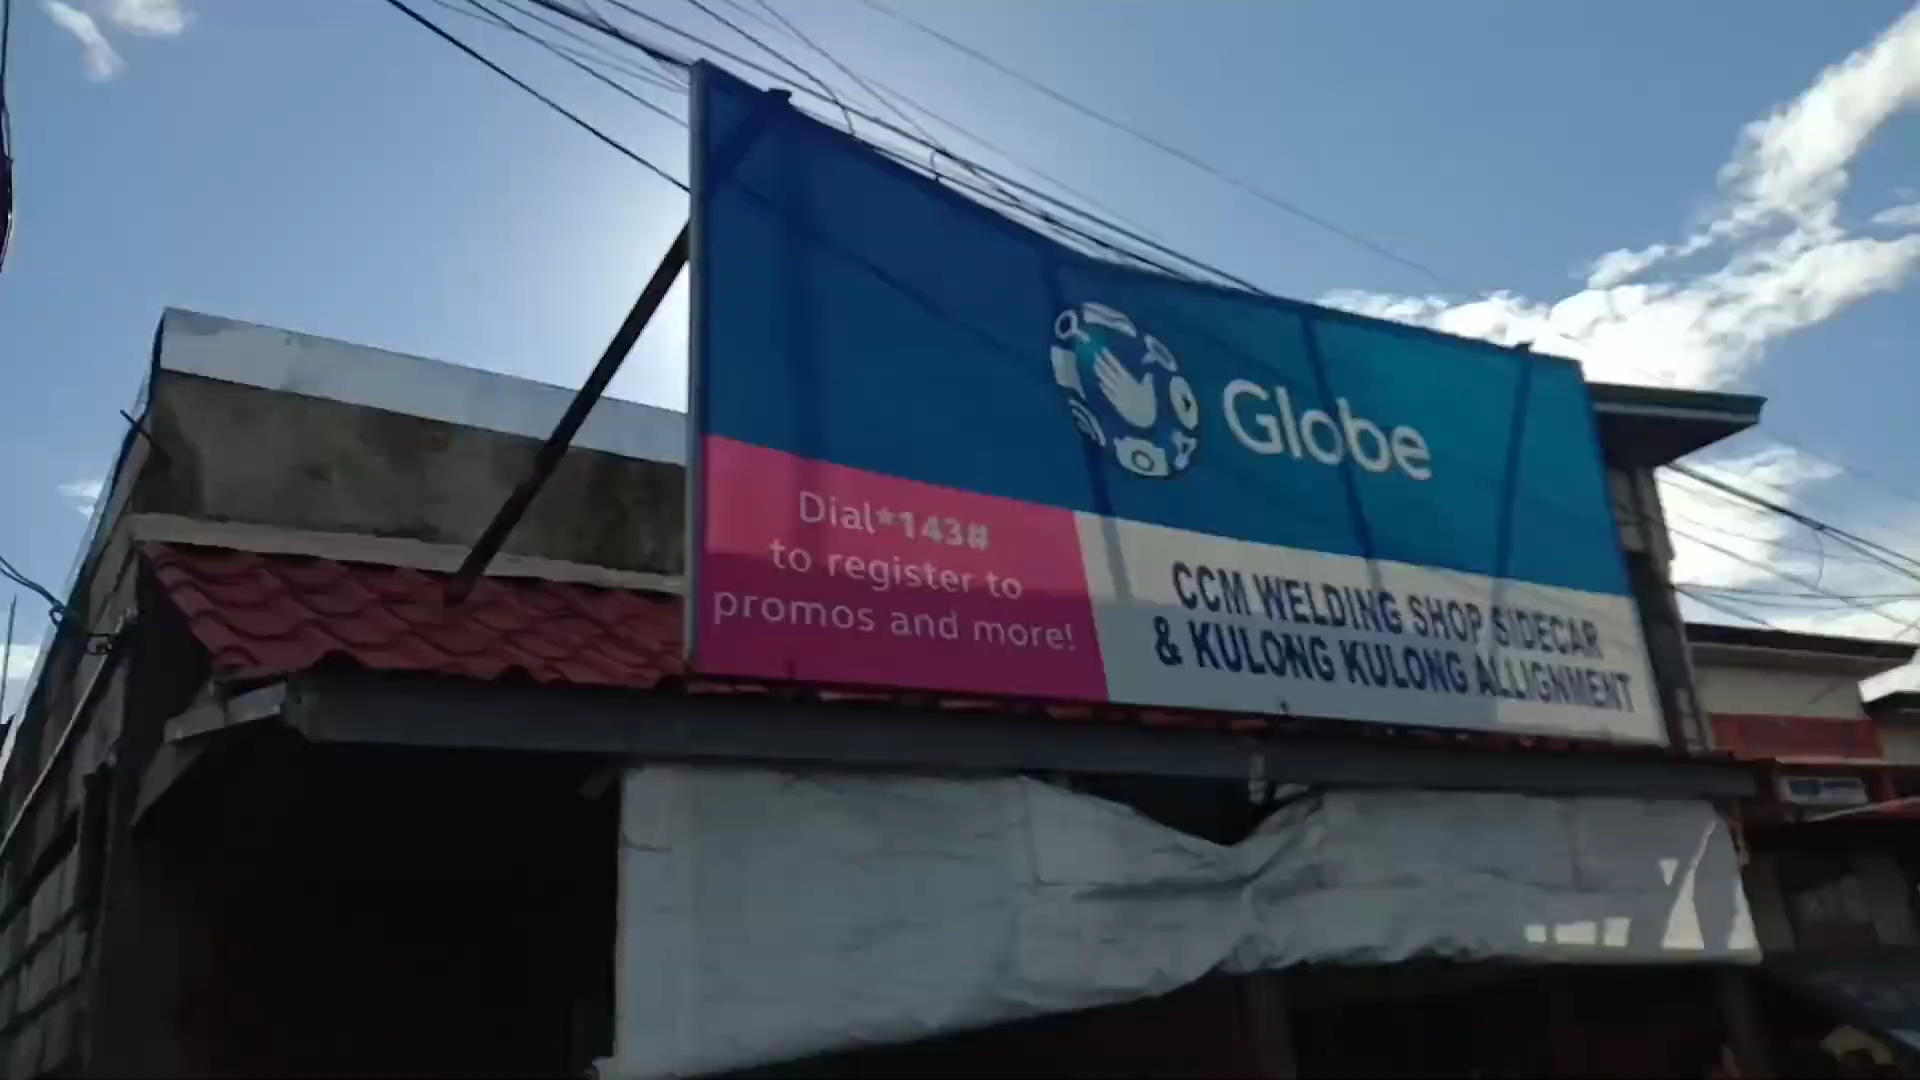 Globe
Dial*143#
to register to
promos and more!
CCM WELDING SHOP SIDECAR
& KULONG KULONG ALLIGNMENT